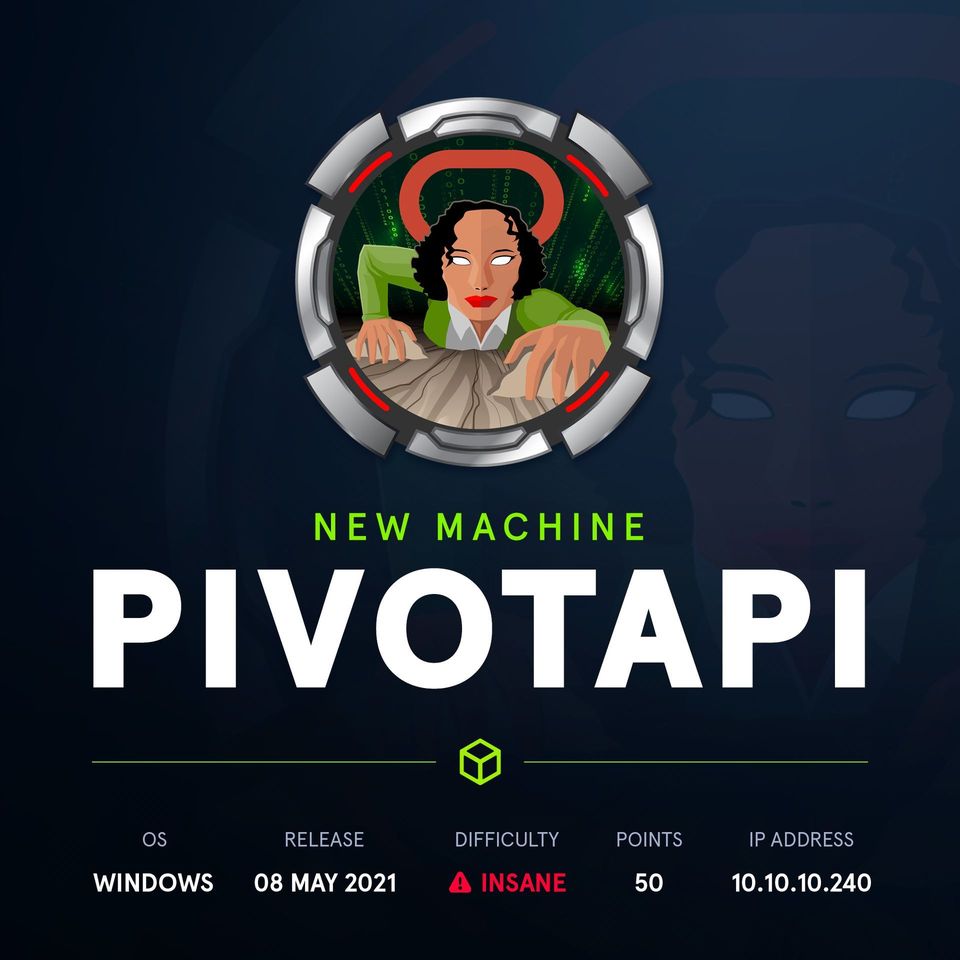 NEW MACHINE
PIVOTAPI
OS RELEASE DIFFICULTY POINTS IP ADDRESS
WINDOWS 08 MAY 2021 INSANE 50 10.10.10.240